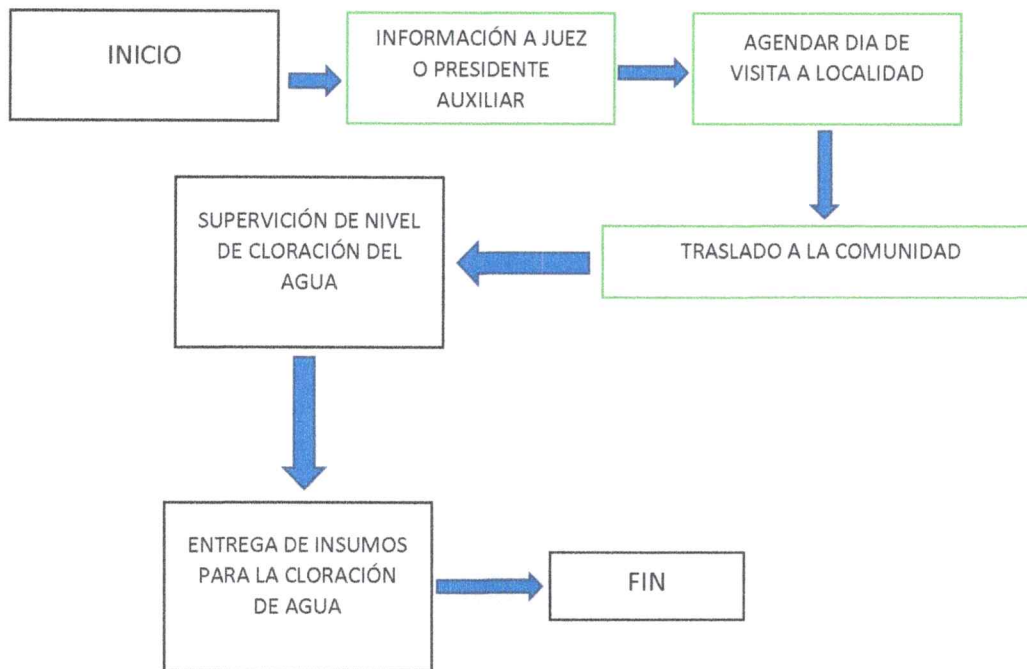 INICIO
INFORMACIÓN A JUEZ
O PRESIDENTE
AUXILIAR
AGENDAR DIA DE
VISITA A LOCALIDAD
TRASLADO A LA COMUNIDAD
SUPERVICIÓN DE NIVEL
DE CLORACIÓN DEL
AGUA
ENTREGA DE INSUMOS
PARA LA CLORACIÓN
DE AGUA
FIN